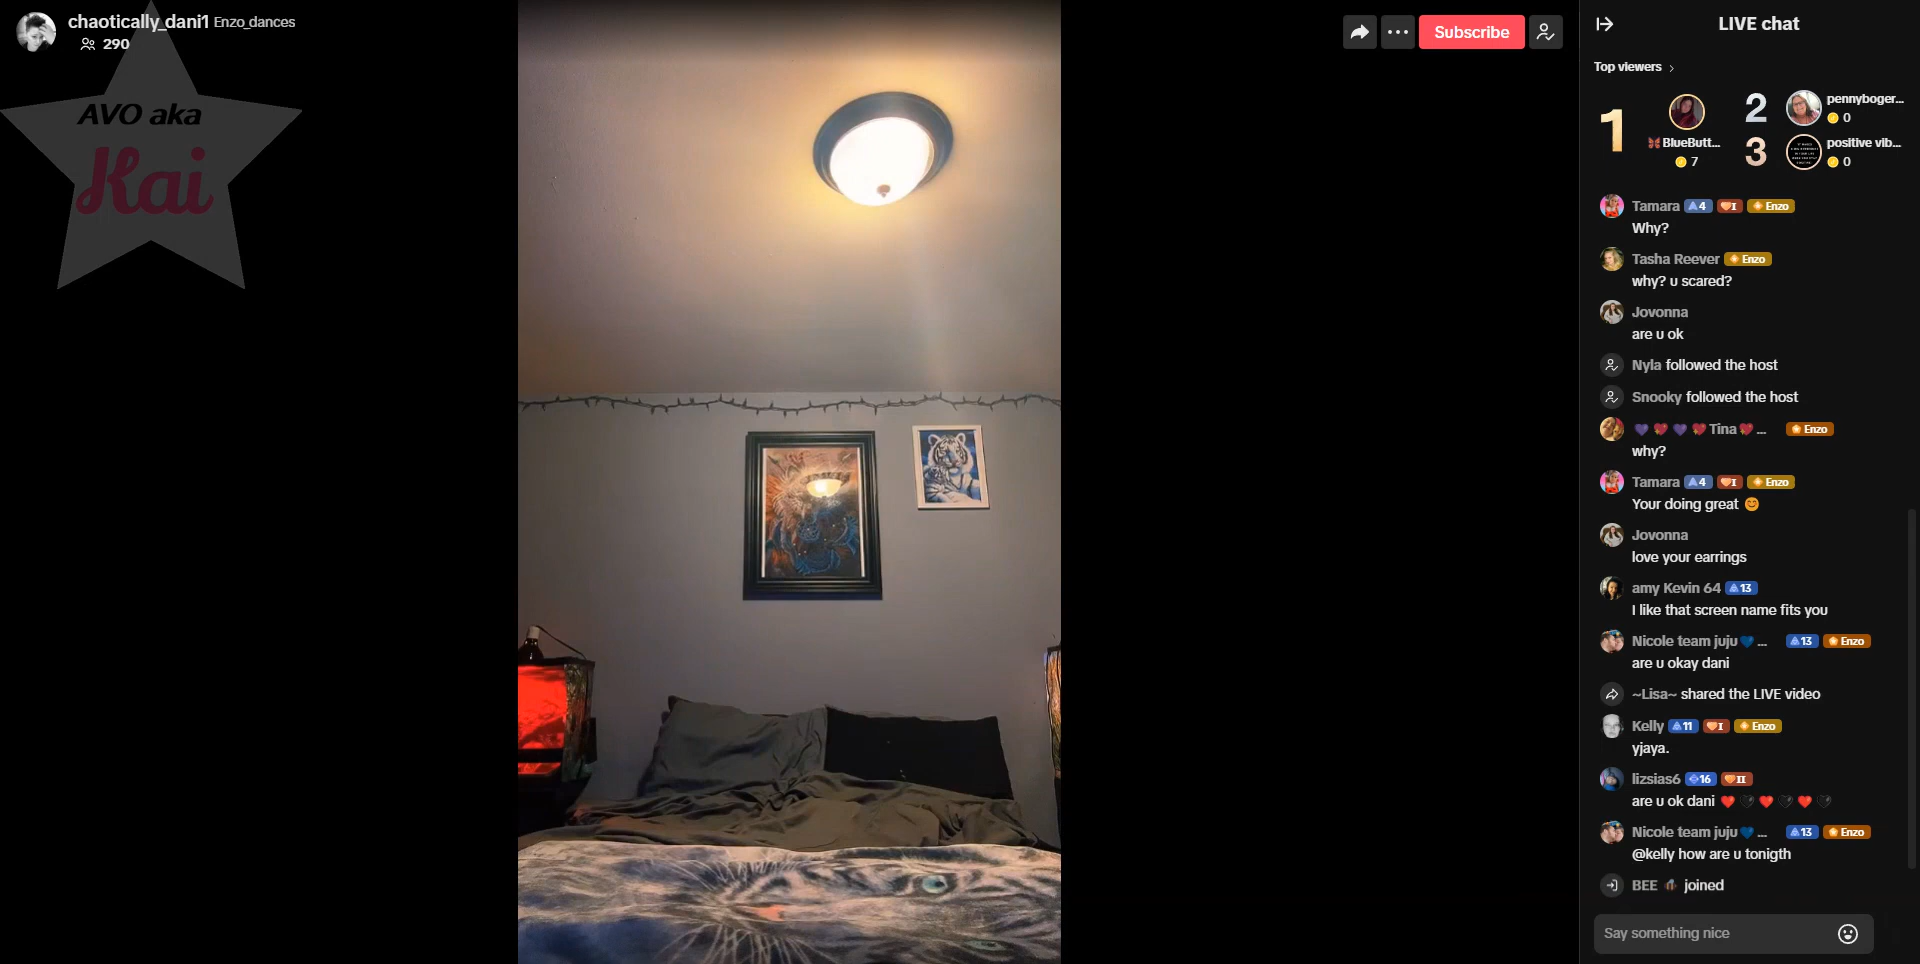 chaotically_dani1 Enzo_dances
290
AVO aka
Kai
Subscribe
LIVE chat
Top viewers
1
BlueButt...
7
2
pennyboger...
0
3
positive vib...
0
Tamara 4 I Enzo
Why?
Tasha Reever Enzo
why? u scared?
Jovonna
are u ok
Nyla followed the host
Snooky followed the host
💜 💖 💜 💖 Tina 💖 ... Enzo
why?
Tamara 4 I Enzo
Your doing great 😊
Jovonna
love your earrings
amy Kevin 64 13
I like that screen name fits you
Nicole team juju💙 ... 13 Enzo
are u okay dani
~Lisa~ shared the LIVE video
Kelly 11 I Enzo
yjaya.
lizsias6 16 II
are u ok dani ❤️ 🖤 ❤️ 🖤 ❤️ 🖤
Nicole team juju💙 ... 13 Enzo
@kelly how are u tonigth
BEE joined
Say something nice